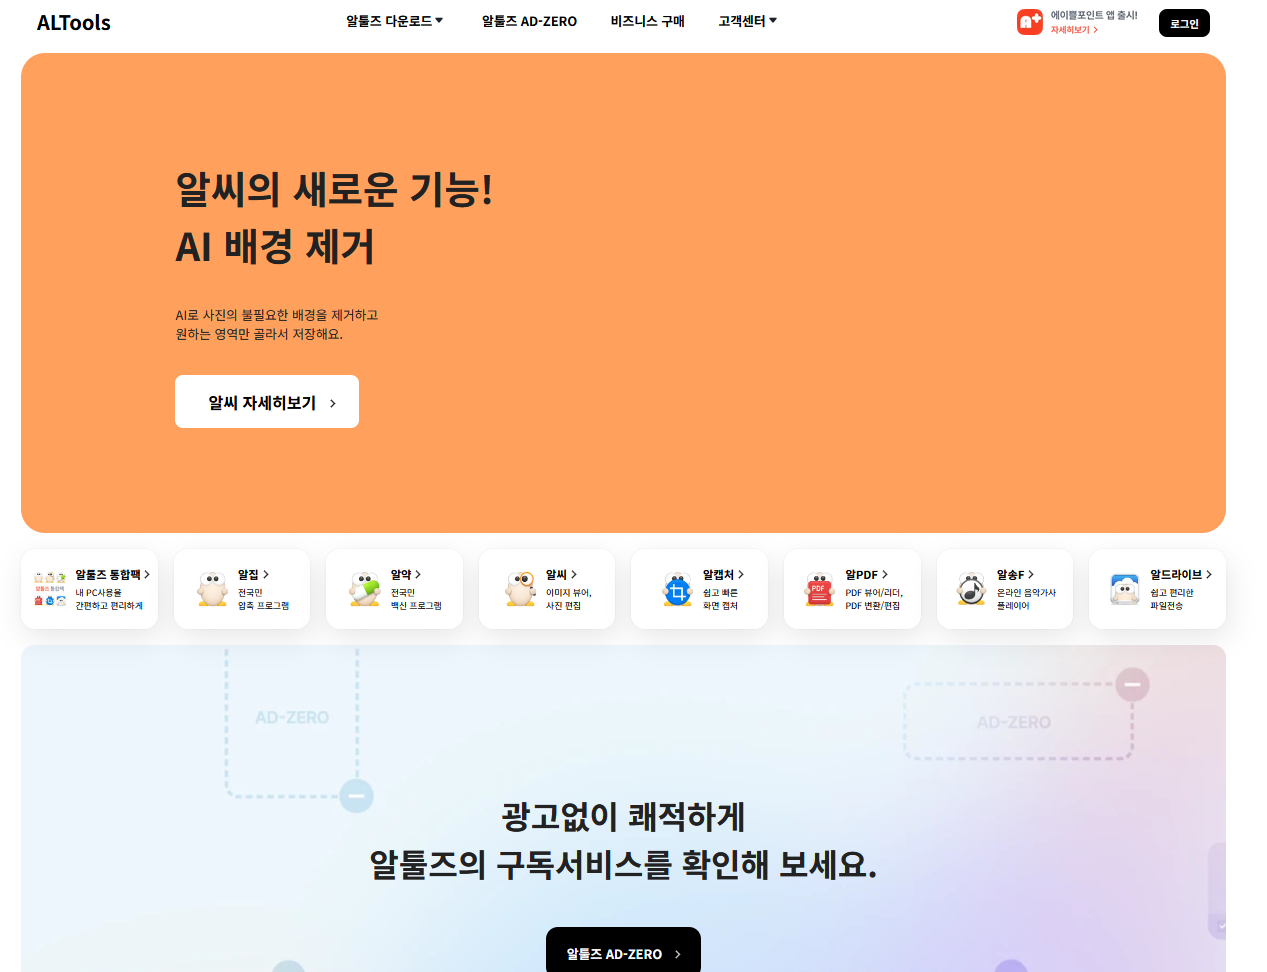 ALTools
알툴즈 다운로드
알툴즈 AD-ZERO
비즈니스 구매
고객센터
에이쁠포인트 앱 출시!
자세히보기
로그인
알씨의 새로운 기능!
AI 배경 제거
AI로 사진의 불필요한 배경을 제거하고
원하는 영역만 골라서 저장해요.
알씨 자세히보기
알툴즈 통합팩
내 PC사용을
간편하고 편리하게
알집
전국민
압축 프로그램
알약
전국민
백신 프로그램
알씨
이미지 뷰어,
사진 편집
알캡처
쉽고 빠른
화면 캡처
PDF
알PDF
PDF 뷰어/리더,
PDF 변환/편집
알송F
온라인 음악가사
플레이어
알드라이브
쉽고 편리한
파일전송
AD-ZERO
AD-ZERO
광고없이 쾌적하게
알툴즈의 구독서비스를 확인해 보세요.
알툴즈 AD-ZERO